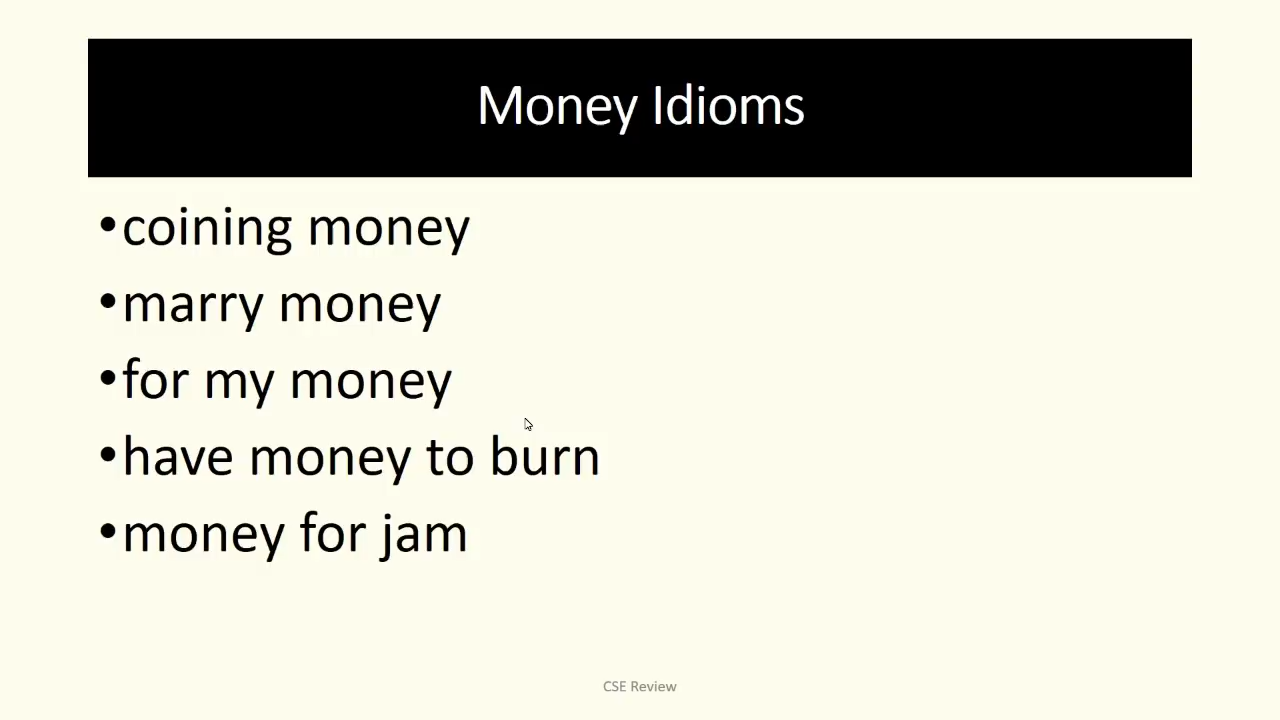 Money Idioms
•coining money
•marry money
•for my money
•have money to burn
•money for jam
CSE Review